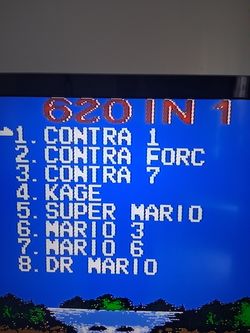 620 IN 1
1. CONTRA 1
2. CONTRA FORC
3. CONTRA 7
4. KAGE
5. SUPER MARIO
6. MARIO 3
7. MARIO 6
8. DR MARIO